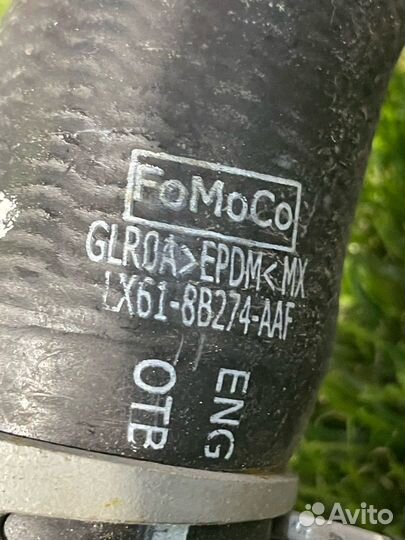 FoMoCo
GLR0A>EPDM<MX
LX61-8B274-AAF
OTB
ENG
Avito